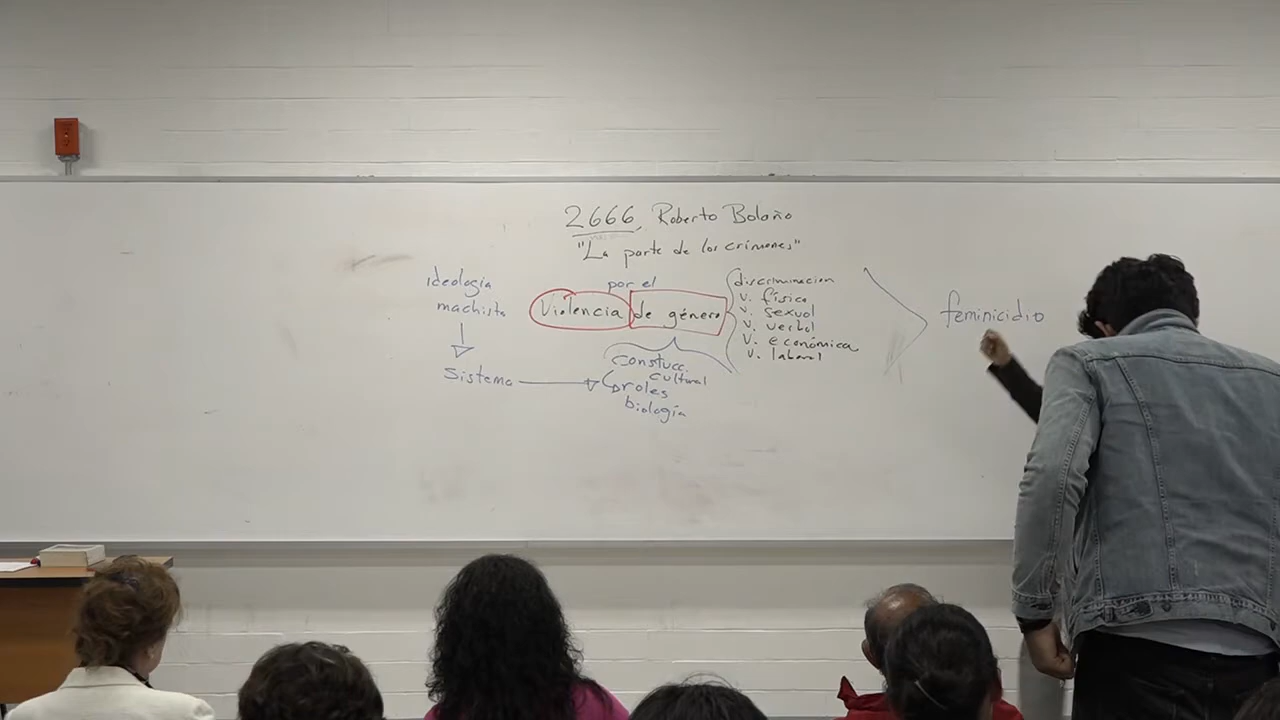 2666, Roberto Bolaño
"La parte de los crímenes"
ideología
machista
Sistema
por el
Violencia de género
construcc.
cultural
roles
biología
discriminación
v. física
v. sexual
v. verbal
v. económica
v. laboral
feminicidio